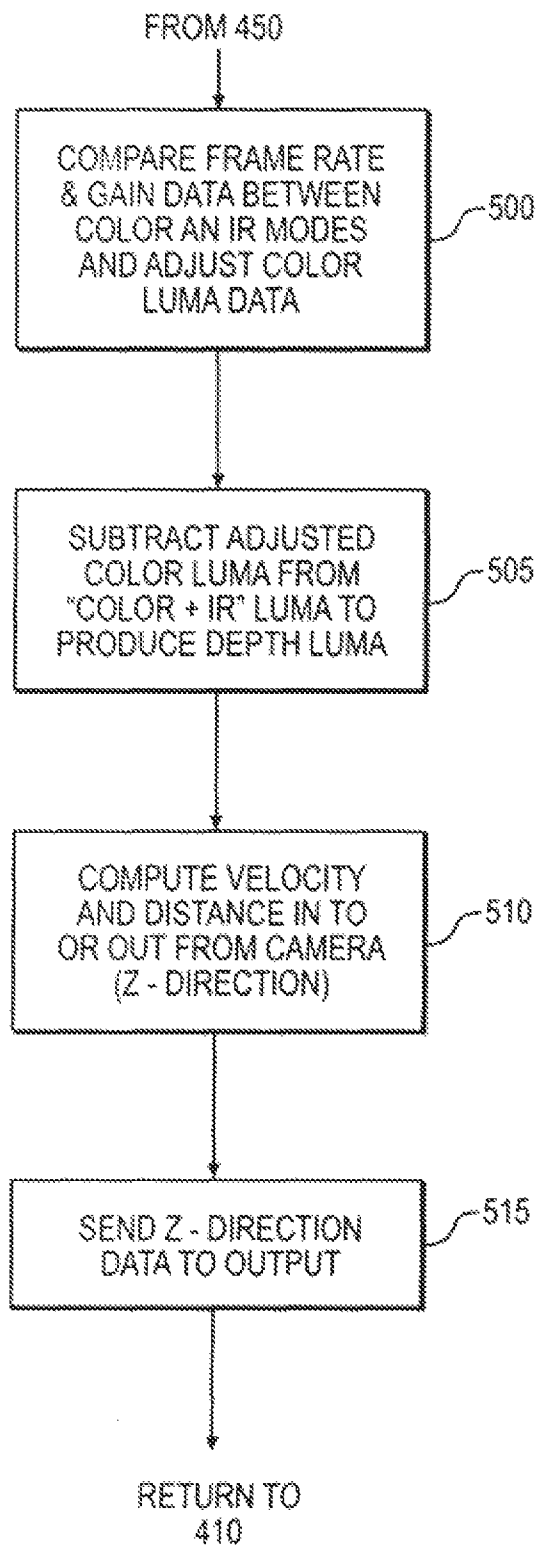 FROM 450
COMPARE FRAME RATE
& GAIN DATA BETWEEN
COLOR AN IR MODES
AND ADJUST COLOR
LUMA DATA
500
SUBTRACT ADJUSTED
COLOR LUMA FROM
"COLOR + IR" LUMA TO
PRODUCE DEPTH LUMA
505
COMPUTE VELOCITY
AND DISTANCE IN TO
OR OUT FROM CAMERA
(Z - DIRECTION)
510
SEND Z - DIRECTION
DATA TO OUTPUT
515
RETURN TO
410